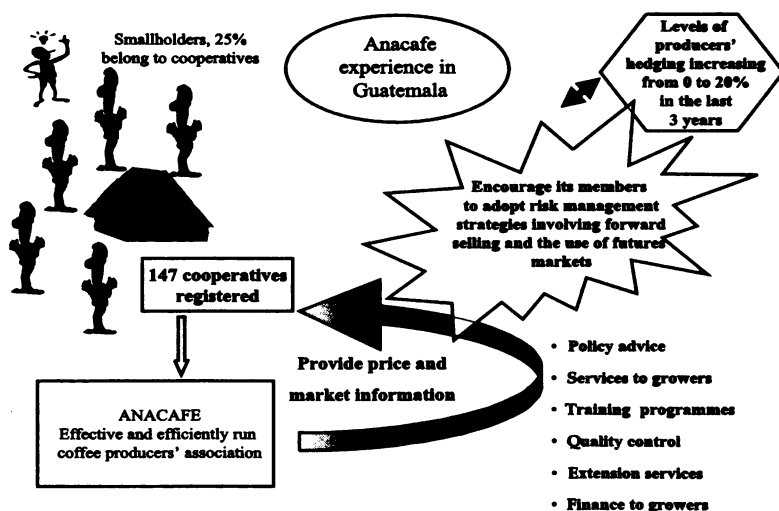 Smallholders, 25%
belong to cooperatives
Anacafe
experience in
Guatemala
Levels of
producers'
hedging increasing
from 0 to 20%
in the last
3 years
Encourage its members
to adopt risk management
strategies involving forward
selling and the use of futures
markets
147 cooperatives
registered
Provide price and
market information
ANACAFE
Effective and efficiently run
coffee producers' association
• Policy advice
• Services to growers
• Training programmes
• Quality control
• Extension services
• Finance to growers